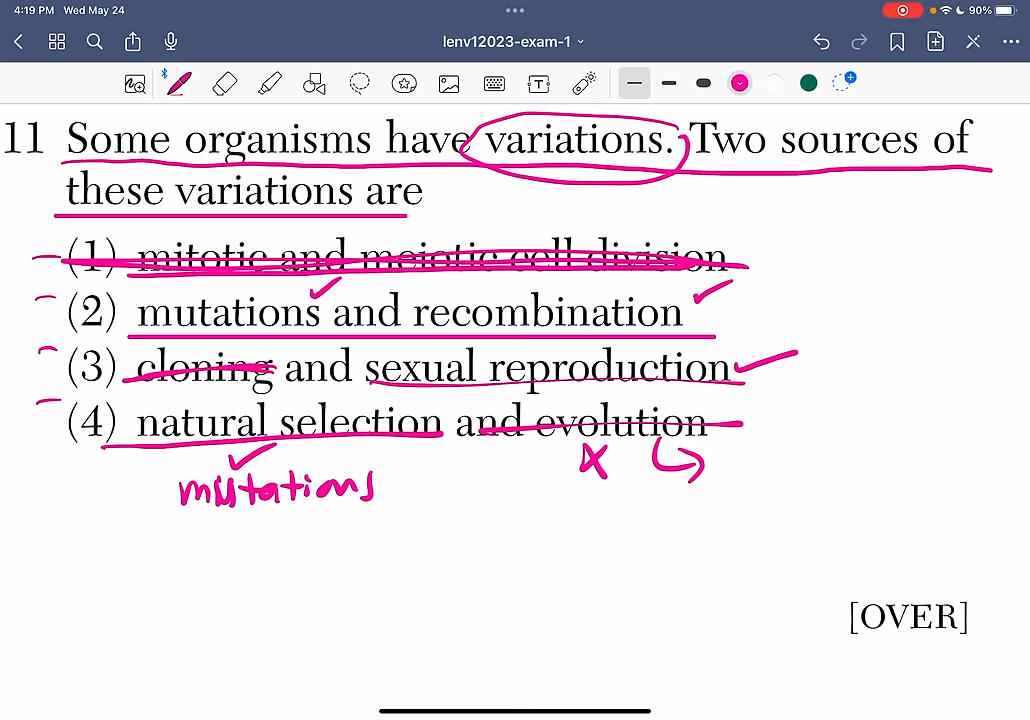 4:19 PM Wed May 24
90%
lenv12023-exam-1
11 Some organisms have variations. Two sources of
these variations are
(1) mitotic and meiotic cell division
(2) mutations and recombination
(3) cloning and sexual reproduction
(4) natural selection and evolution
mutations
[OVER]